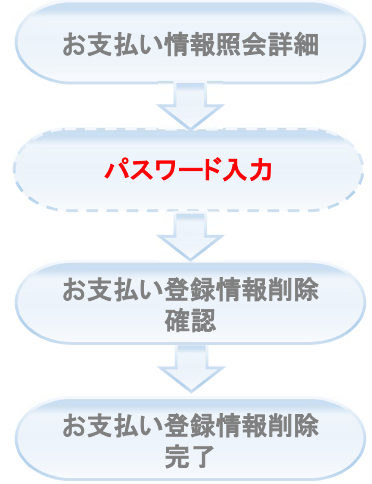 お支払い情報照会詳細
パスワード入力
お支払い登録情報削除
確認
お支払い登録情報削除
完了